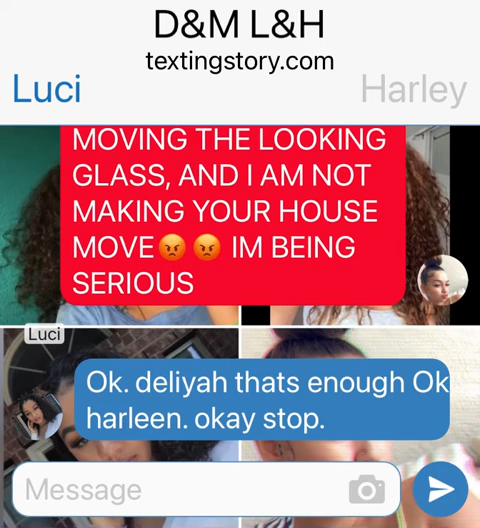 D&M L&H
textingstory.com
Luci
Harley
MOVING THE LOOKING
GLASS, AND I AM NOT
MAKING YOUR HOUSE
MOVE😡 😡 IM BEING
SERIOUS
Luci
Ok. deliyah thats enough Ok
harleen. okay stop.
Message